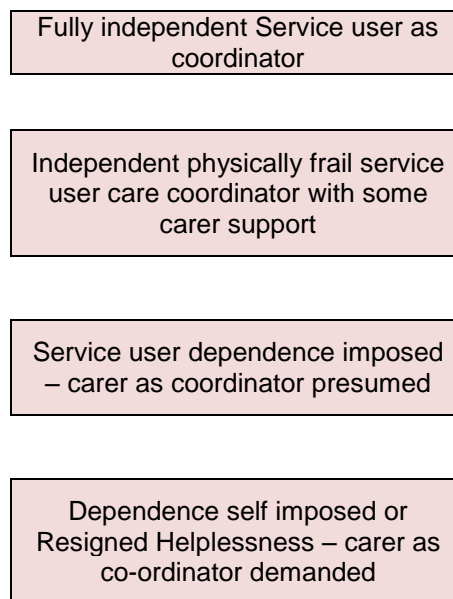 Fully independent Service user as
coordinator
Independent physically frail service
user care coordinator with some
carer support
Service user dependence imposed
– carer as coordinator presumed
Dependence self imposed or
Resigned Helplessness – carer as
co-ordinator demanded